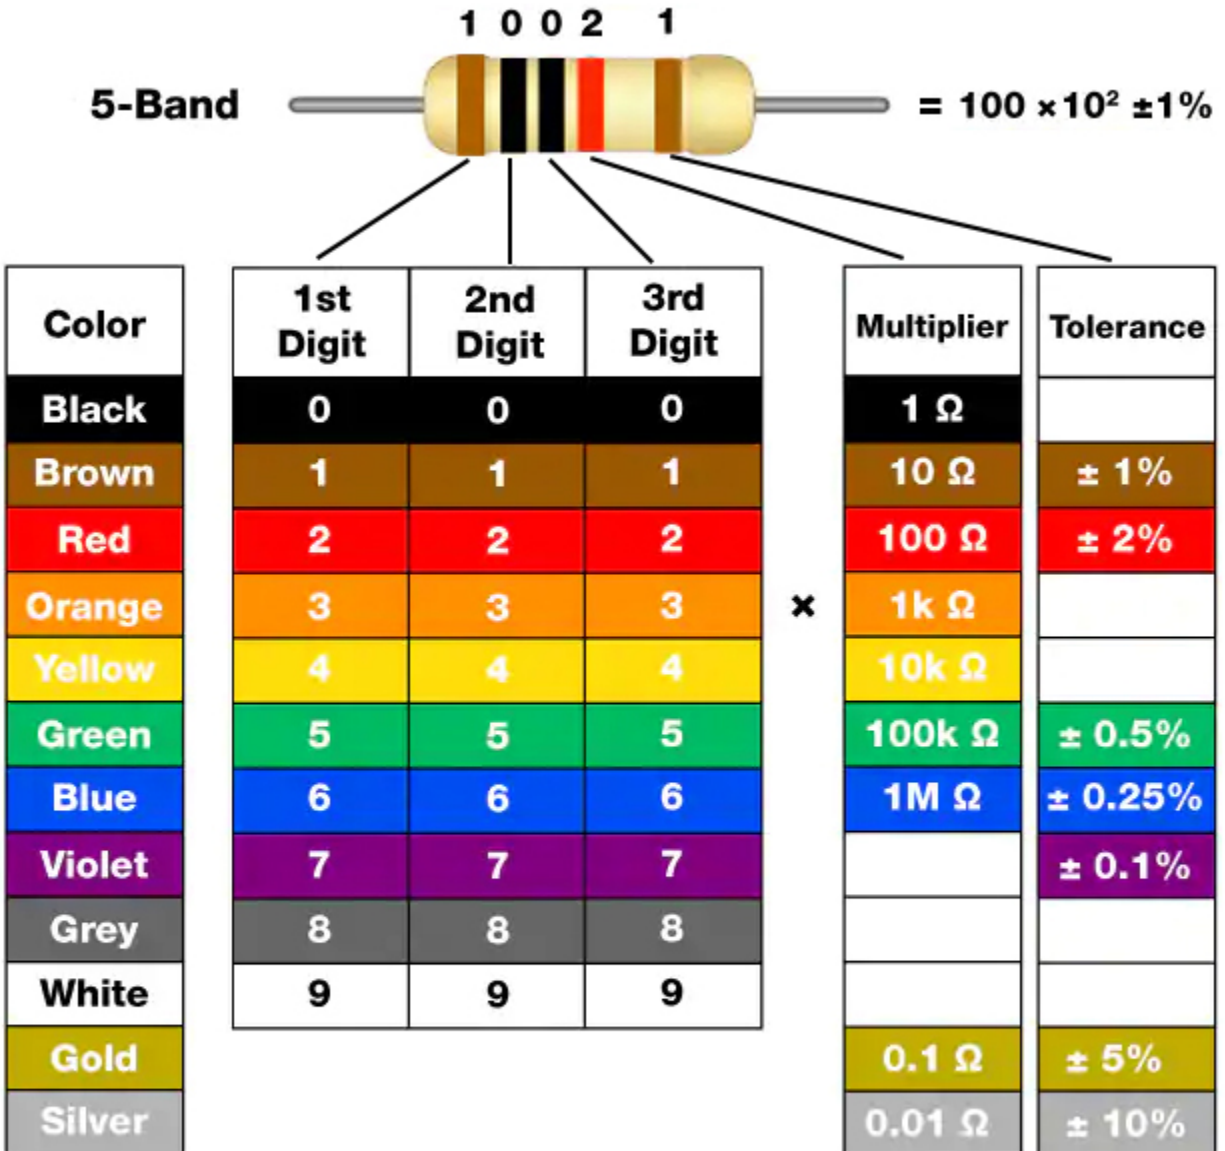 1 0 0 2 1
5-Band = 100 ×10² ±1%
Color 1st Digit 2nd Digit 3rd Digit Multiplier Tolerance
Black 0 0 0 1 Ω
Brown 1 1 1 10 Ω ± 1%
Red 2 2 2 100 Ω ± 2%
Orange 3 3 3 × 1k Ω
Yellow 4 4 4 10k Ω
Green 5 5 5 100k Ω ± 0.5%
Blue 6 6 6 1M Ω ± 0.25%
Violet 7 7 7 ± 0.1%
Grey 8 8 8
White 9 9 9
Gold 0.1 Ω ± 5%
Silver 0.01 Ω ± 10%